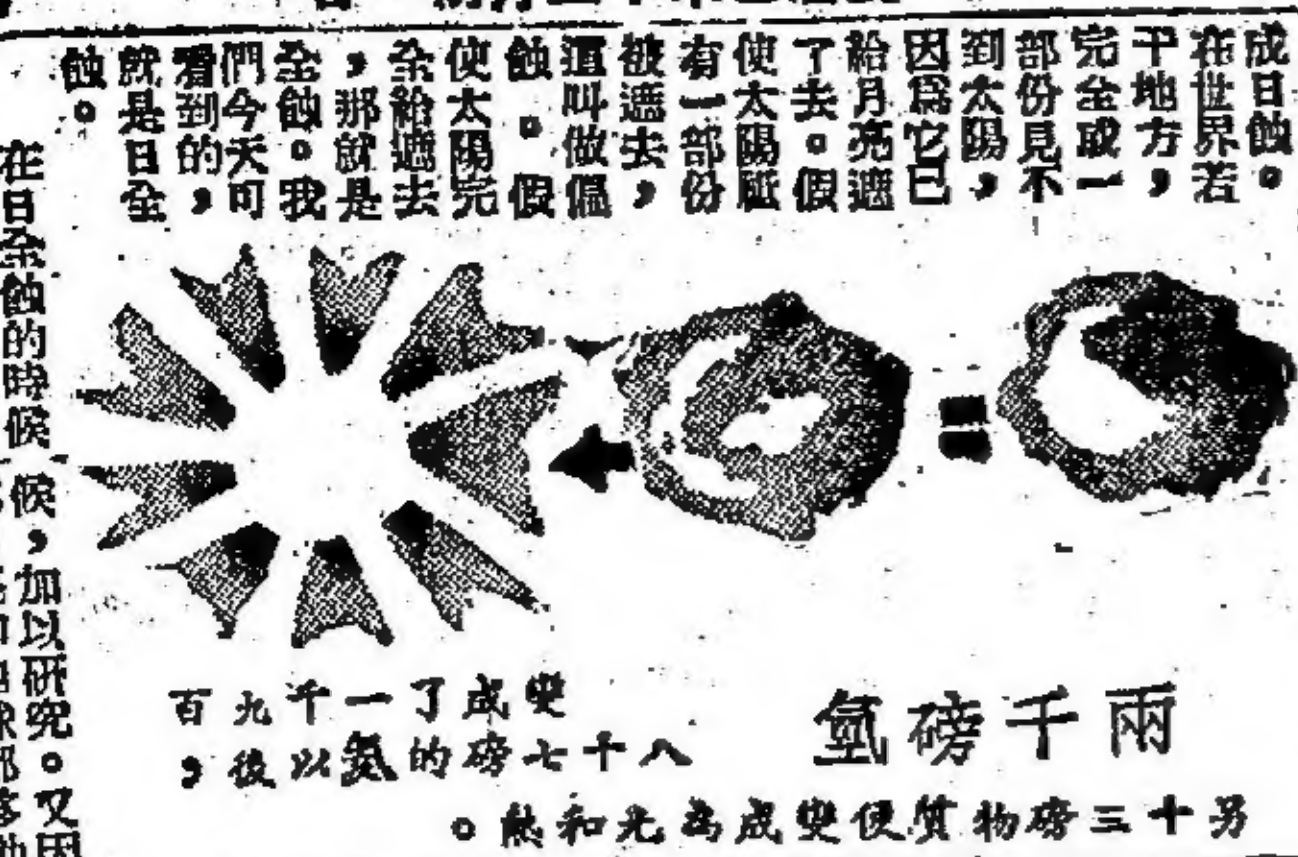 成日蝕。
在世界若
干地方，
完全或一
部份見不
到太陽，
因爲它已
給月亮遮
了去。假
使太陽祗
有一部份
被遮去，
這叫做偏
蝕。假
使太陽完
全給遮去
，那就是
全蝕。我
們今天可
看到的，
就是日全
蝕。
兩千磅氫
變成了一千九百
八十七磅的氦以後，
另十三磅物質便變成為光和熱。
在日全蝕的時候
候，加以研究。又因